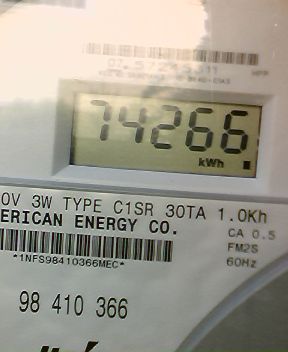 74266
kWh
0V 3W TYPE C1SR 30TA 1.0Kh
ERICAN ENERGY CO.
CA 0.5
FM2S
*1NFS98410366MEC*
60Hz
98 410 366